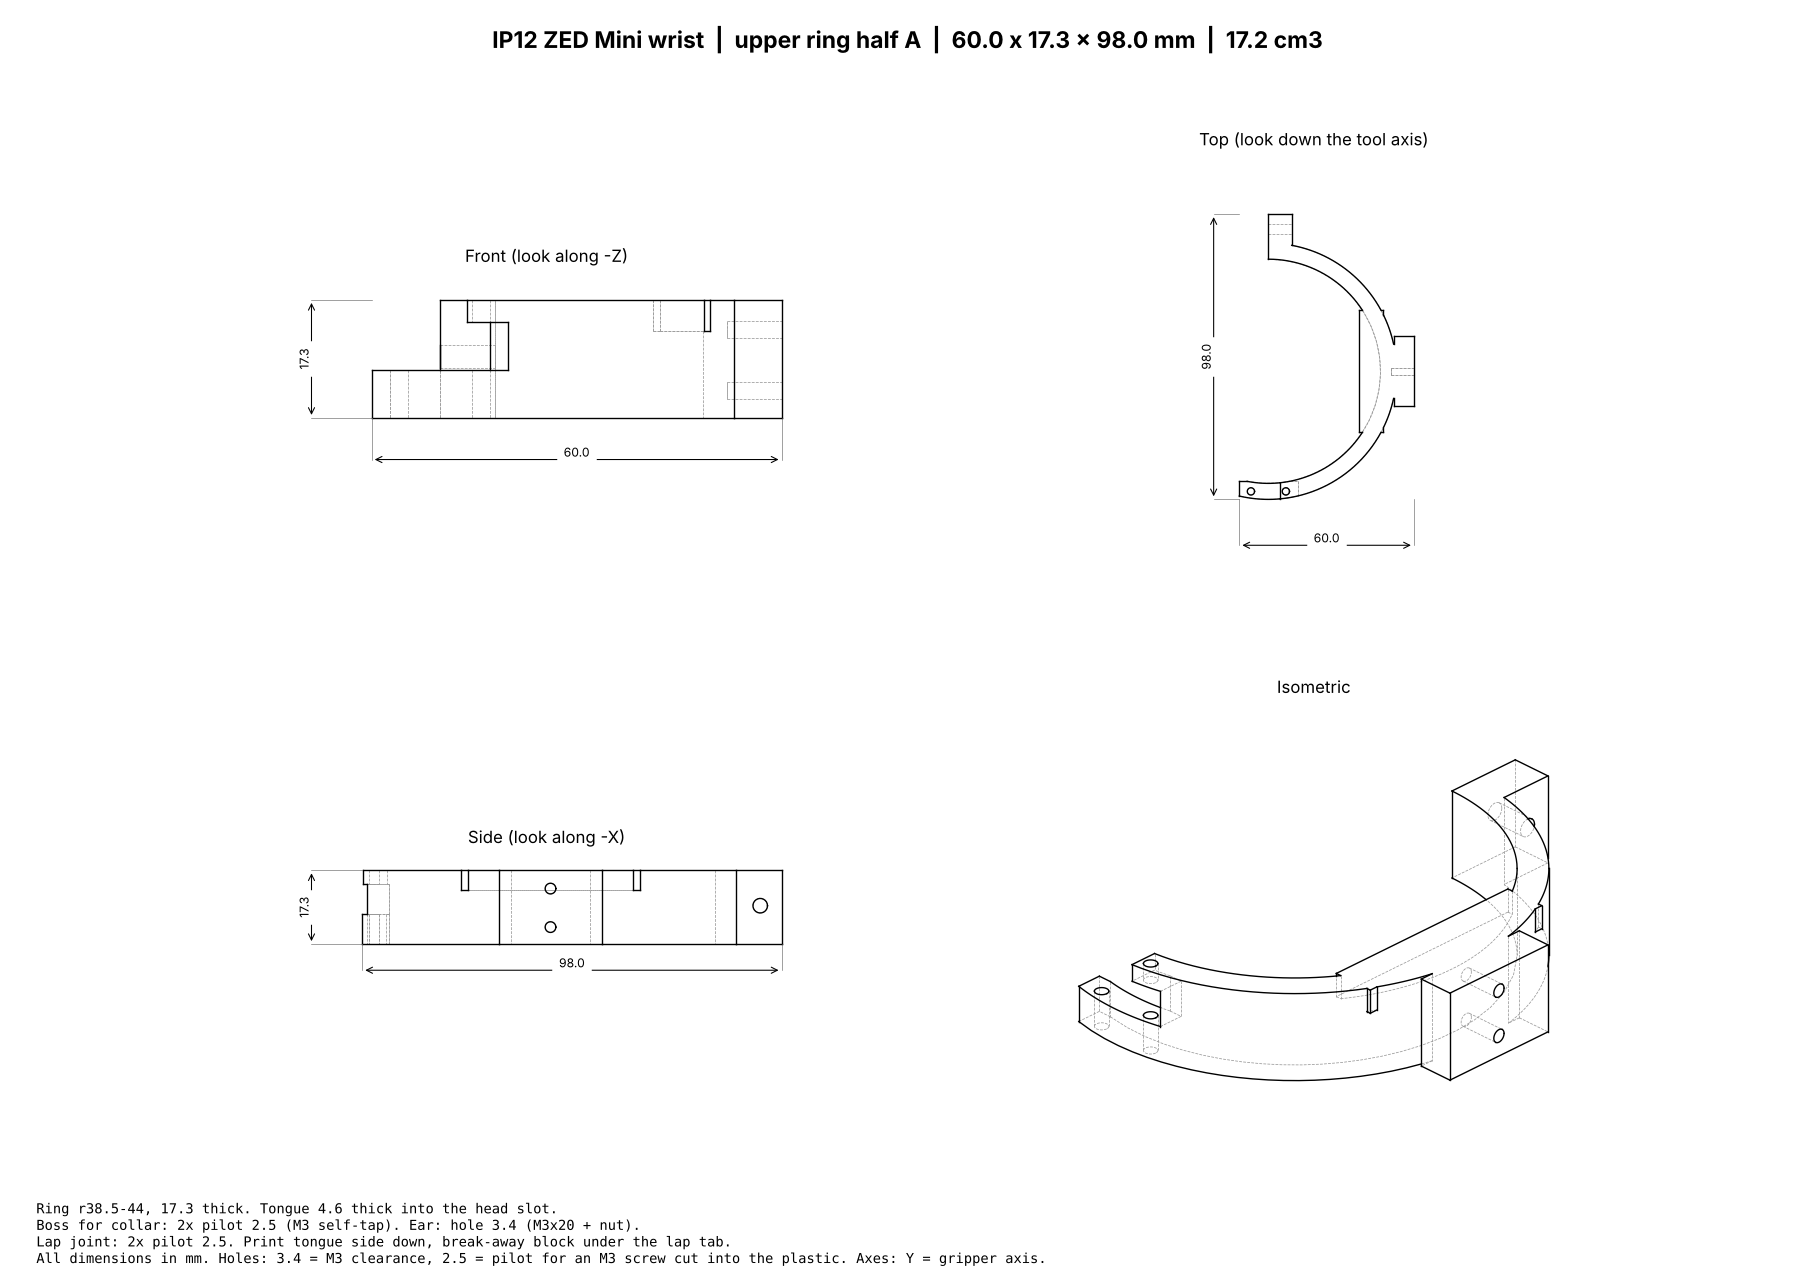 IP12 ZED Mini wrist | upper ring half A | 60.0 x 17.3 × 98.0 mm | 17.2 cm3
Top (look down the tool axis)
Front (look along -Z)
17.3
60.0
98.0
60.0
Isometric
Side (look along -X)
17.3
98.0
Ring r38.5-44, 17.3 thick. Tongue 4.6 thick into the head slot.
Boss for collar: 2x pilot 2.5 (M3 self-tap). Ear: hole 3.4 (M3x20 + nut).
Lap joint: 2x pilot 2.5. Print tongue side down, break-away block under the lap tab.
All dimensions in mm. Holes: 3.4 = M3 clearance, 2.5 = pilot for an M3 screw cut into the plastic. Axes: Y = gripper axis.